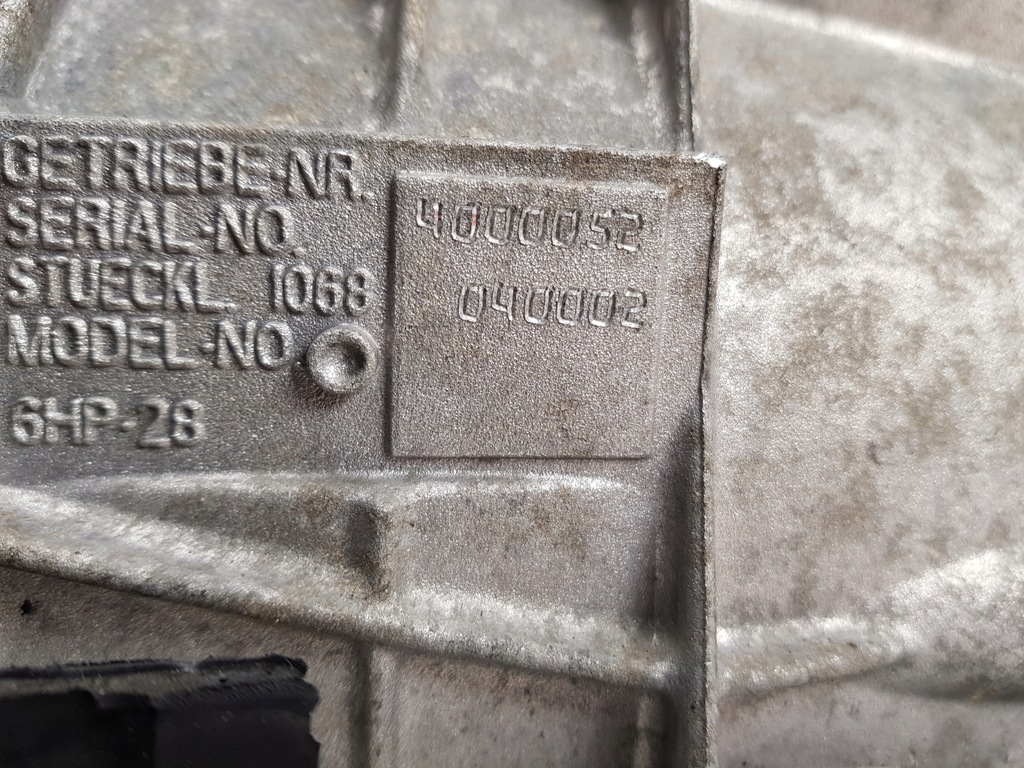 GETRIEBE-NR.
SERIAL-NO.
4000052
STUECKL. 1068
MODEL-NO.
040002
6HP-28